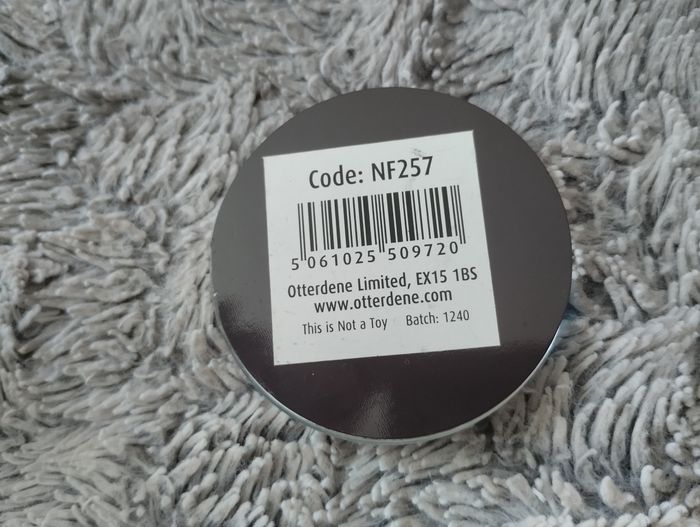 Code: NF257
5 061025 509720
Otterdene Limited, EX15 1BS
www.otterdene.com
This is Not a Toy Batch: 1240